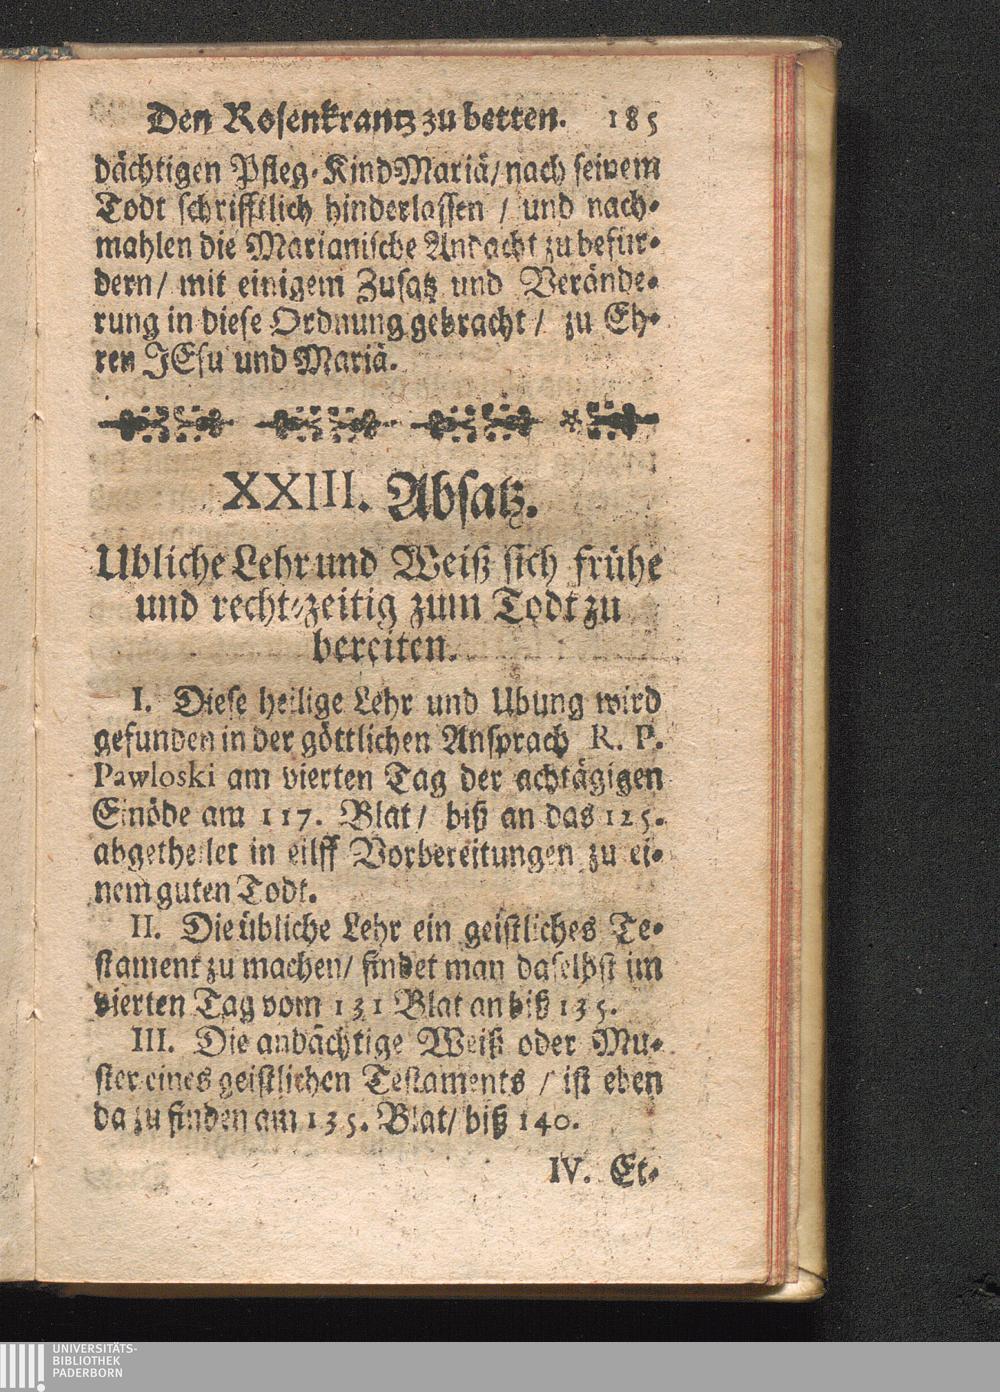 Den Rosenkrantz zu betten. 185
dächtigen Pfleg-Kind Mariä/ nach seinem
Todt schrifftlich hinderlassen / und nach-
mahlen die Marianische Andacht zu befür-
dern/ mit einigem Zusatz und Verände-
rung in diese Ordnung gebracht / zu Eh-
ren JEsu und Mariä.
XXIII. Absatz.
Ubliche Lehr und Weiß sich frühe
und recht-zeitig zum Todt zu
bereiten.
I. Diese heilige Lehr und Ubung wird
gefunden in der göttlichen Ansprach R. P.
Pawloski am vierten Tag der achtägigen
Einöde am 117. Blat / biß an das 125.
abgetheilet in eilff Vorbereitungen zu ei-
nem guten Todt.
II. Die übliche Lehr ein geistliches Te-
stament zu machen/ findet man daselbst im
vierten Tag vom 131 Blat an biß 135.
III. Die andächtige Weiß oder Mu-
ster eines geistlichen Testaments / ist eben
da zu finden am 135. Blat/ biß 140.
IV. Et-
UNIVERSITÄTS-
BIBLIOTHEK
PADERBORN